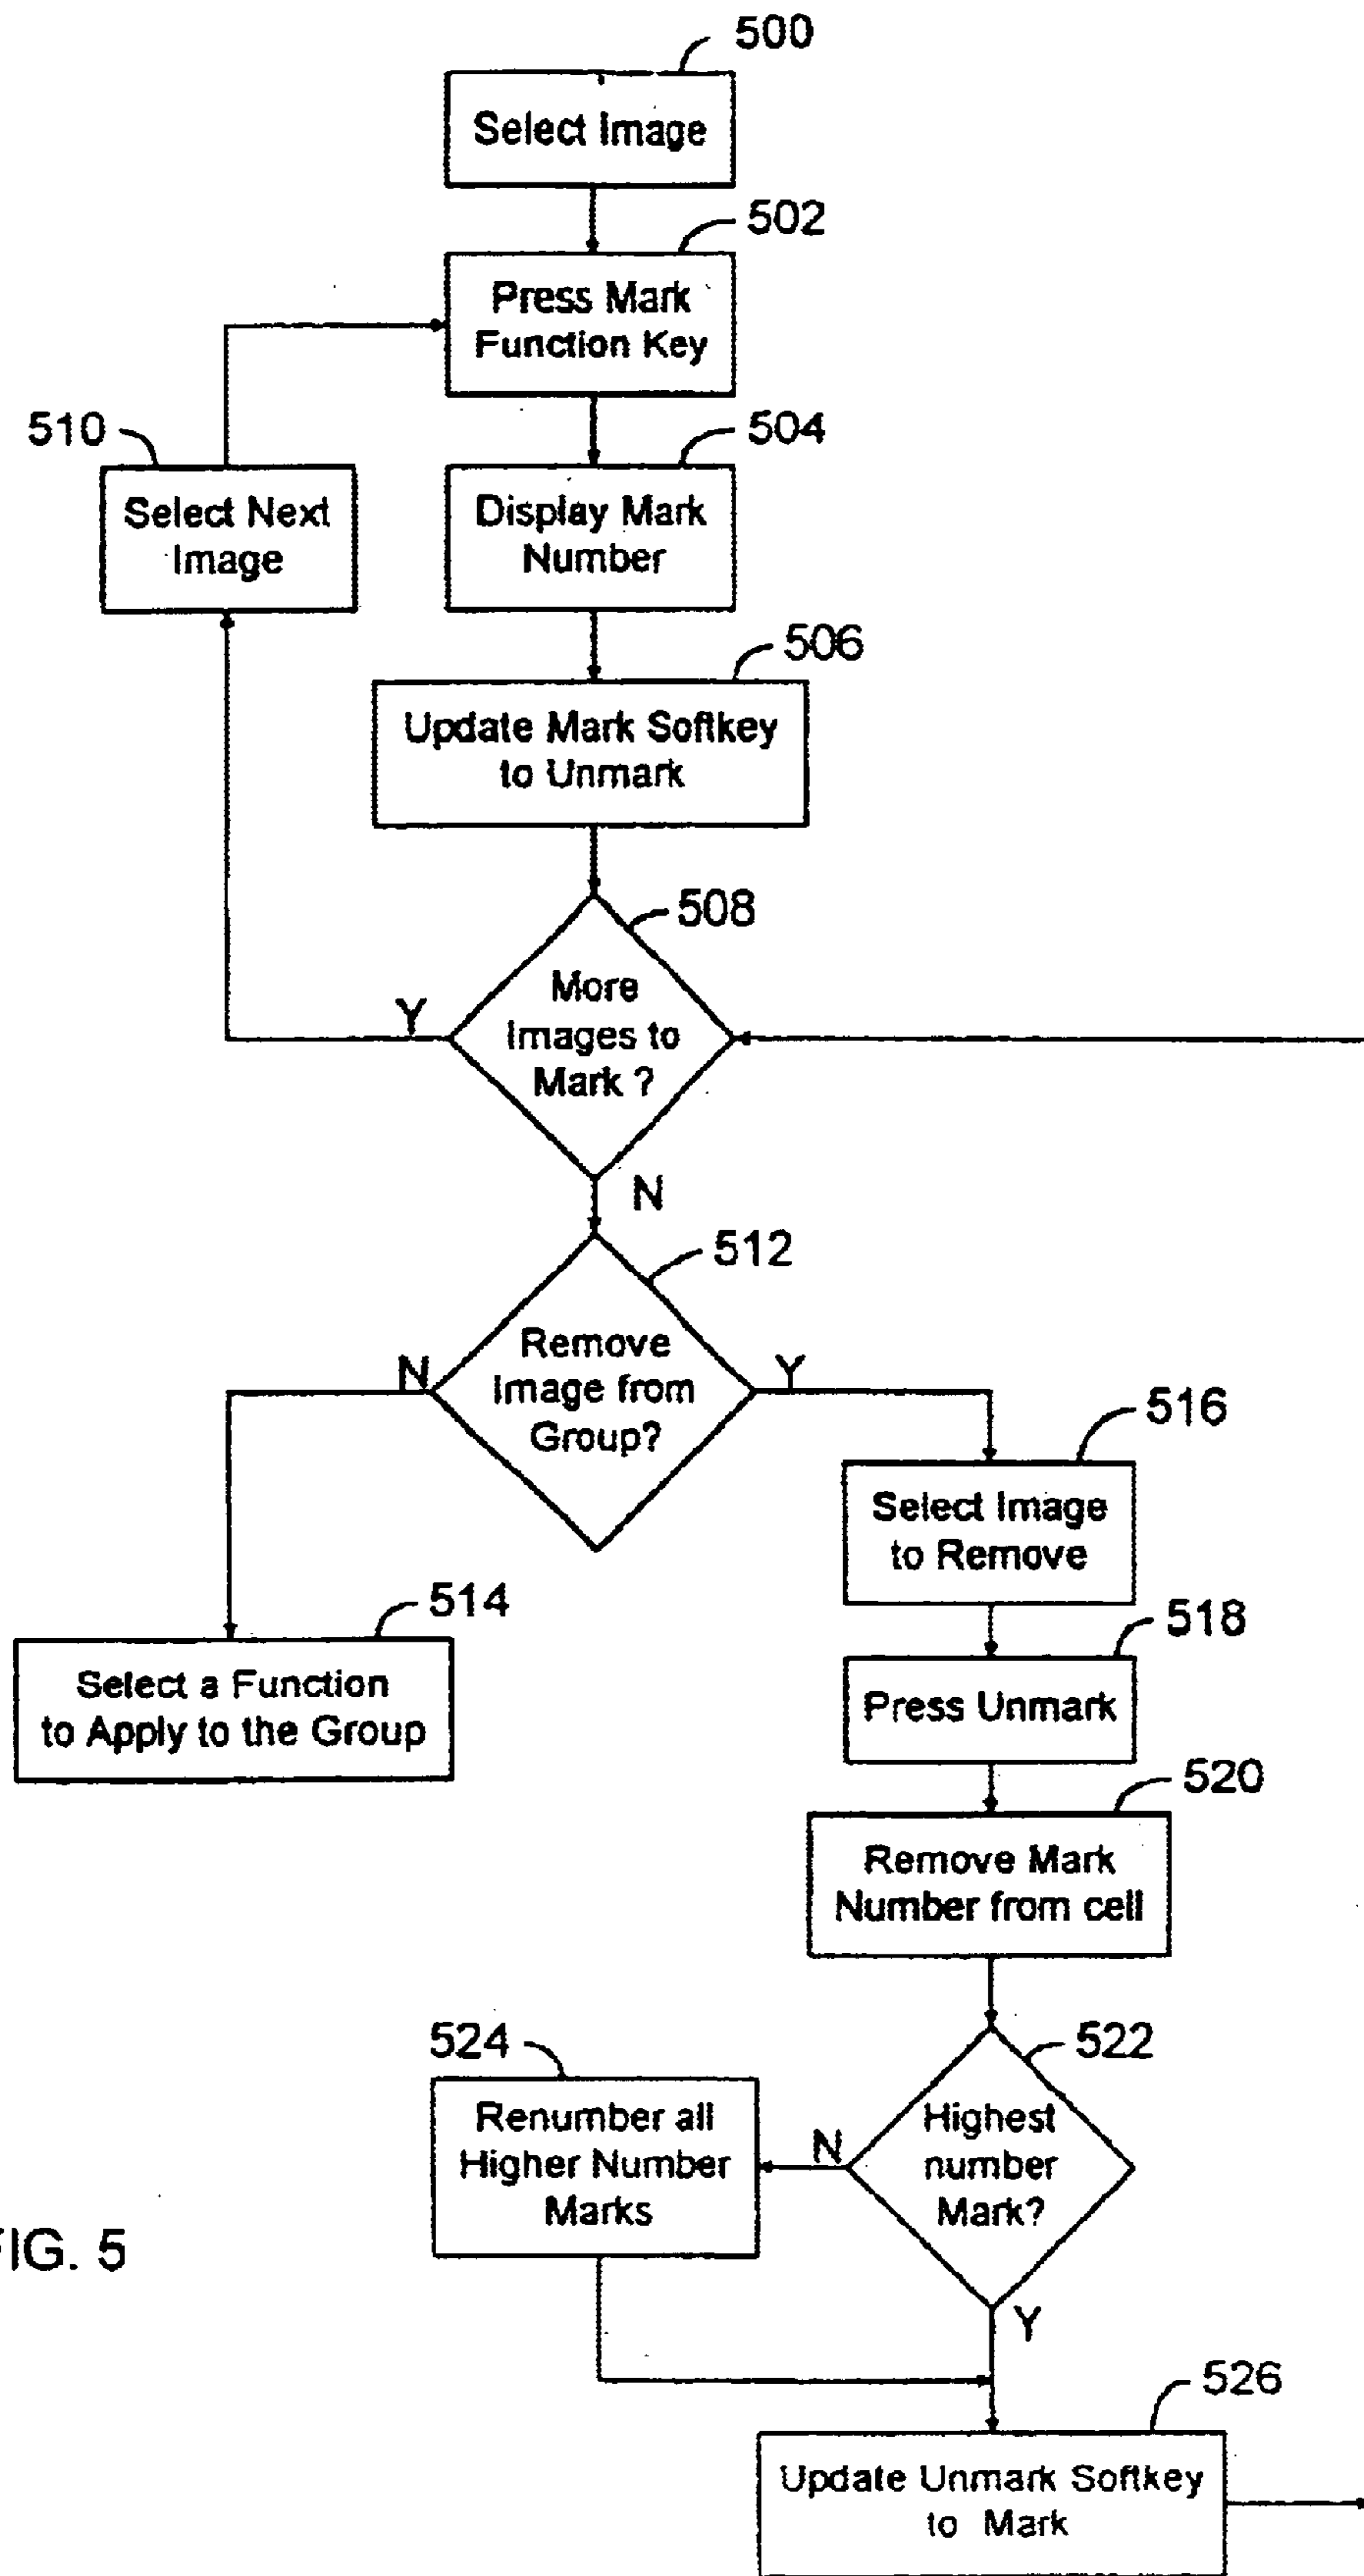 500
Select Image
502
Press Mark
Function Key
510
504
Select Next
Image
Display Mark
Number
506
Update Mark Softkey
to Unmark
508
More
Images to
Mark ?
Y
N
512
Remove
Image from
Group?
N
Y
516
Select Image
to Remove
514
Select a Function
to Apply to the Group
518
Press Unmark
520
Remove Mark
Number from cell
524
522
Renumber all
Higher Number
Marks
N
Highest
number
Mark?
Y
FIG. 5
526
Update Unmark Softkey
to Mark